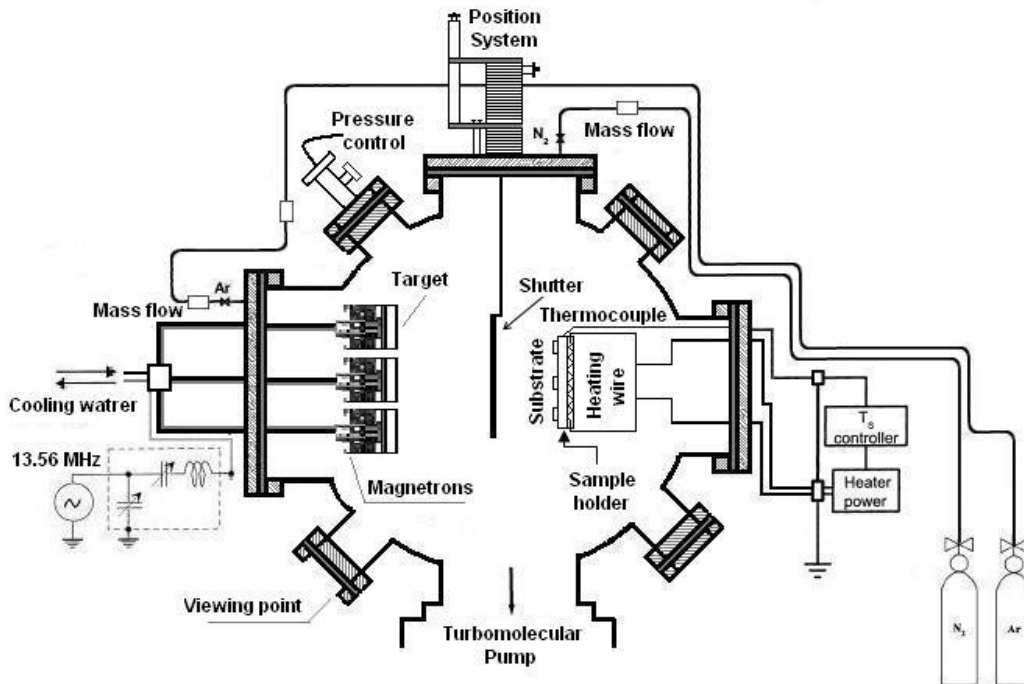 Position
System
Pressure
control
N2
Mass flow
Ar
Mass flow
Target
Shutter
Thermocouple
Substrate
Heating
wire
Cooling watrer
13.56 MHz
Magnetrons
Sample
holder
TS
controller
Heater
power
Viewing point
Turbomolecular
Pump
N2
Ar